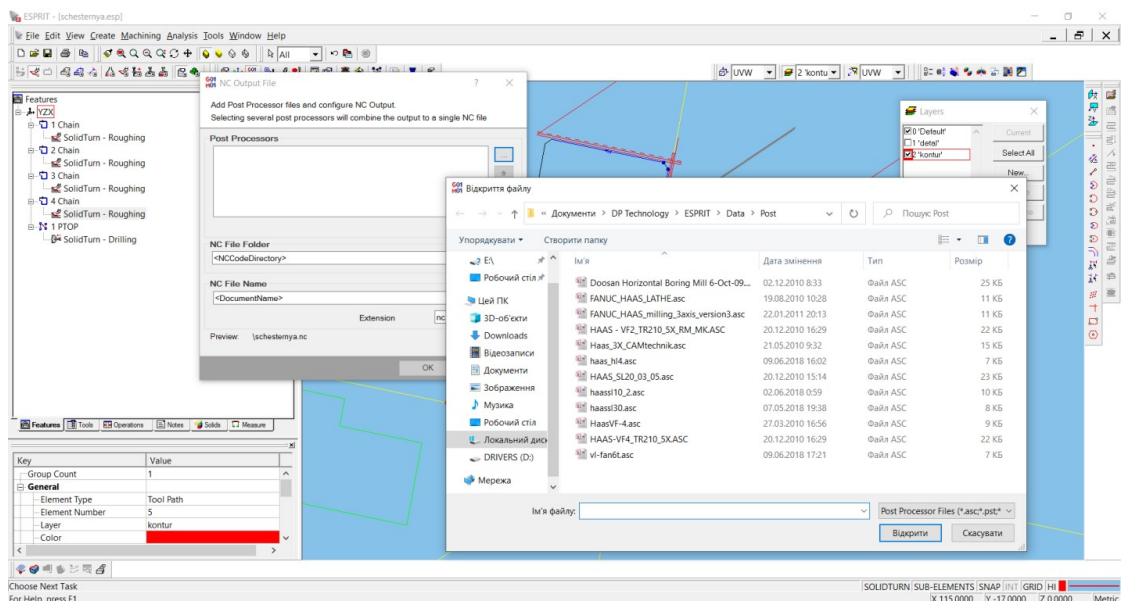 ESPRIT - [schesternya.esp]
File Edit View Create Machining Analysis Tools Window Help
All
UVW
2 'kontu
UVW
Features
YZX
1 Chain
SolidTurn - Roughing
2 Chain
SolidTurn - Roughing
3 Chain
SolidTurn - Roughing
4 Chain
SolidTurn - Roughing
1 PTOP
SolidTurn - Drilling
Features Tools Operations Notes Solids Measure
Key Value
Group Count 1
General
Element Type Tool Path
Element Number 5
Layer kontur
Color
NC Output File
Add Post Processor files and configure NC Output.
Selecting several post processors will combine the output to a single NC file
Post Processors
...
NC File Folder
<NCCodeDirectory>
NC File Name
<DocumentName>
Extension nc
Preview: \schesternya.nc
OK
Layers
0 'Default'
1 'detal'
2 'kontur'
Current
Select All
New...
Відкриття файлу
« Документи > DP Technology > ESPRIT > Data > Post
Пошук: Post
Упорядкувати Створити папку
E:\
Робочий стіл
Цей ПК
3D-об'єкти
Downloads
Відеозаписи
Документи
Зображення
Музика
Робочий стіл
Локальний диск
DRIVERS (D:)
Мережа
Ім'я Дата змінення Тип Розмір
Doosan Horizontal Boring Mill 6-Oct-09.... 02.12.2010 8:33 Файл ASC 25 КБ
FANUC_HAAS_LATHE.asc 19.08.2010 10:28 Файл ASC 11 КБ
FANUC_HAAS_milling_3axis_version3.asc 22.01.2011 20:13 Файл ASC 11 КБ
HAAS - VF2_TR210_5X_RM_MK.ASC 20.12.2010 16:29 Файл ASC 22 КБ
Haas_3X_CAMtechnik.asc 21.05.2010 9:32 Файл ASC 15 КБ
haas_hl4.asc 09.06.2018 16:02 Файл ASC 7 КБ
HAAS_SL20_03_05.asc 20.12.2010 15:14 Файл ASC 23 КБ
haassl10_2.asc 02.06.2018 0:59 Файл ASC 10 КБ
haassl30.asc 07.05.2018 19:38 Файл ASC 8 КБ
HaasVF-4.asc 27.03.2010 16:56 Файл ASC 9 КБ
HAAS-VF4_TR210_5X.ASC 20.12.2010 16:29 Файл ASC 22 КБ
vl-fan6t.asc 09.06.2018 17:21 Файл ASC 7 КБ
Ім'я файлу:
Post Processor Files (*.asc;*.pst;*
Відкрити Скасувати
Choose Next Task
For Help, press F1
SOLIDTURN SUB-ELEMENTS SNAP INT GRID HI
X 115.0000 Y -17.0000 Z 0.0000 Metric